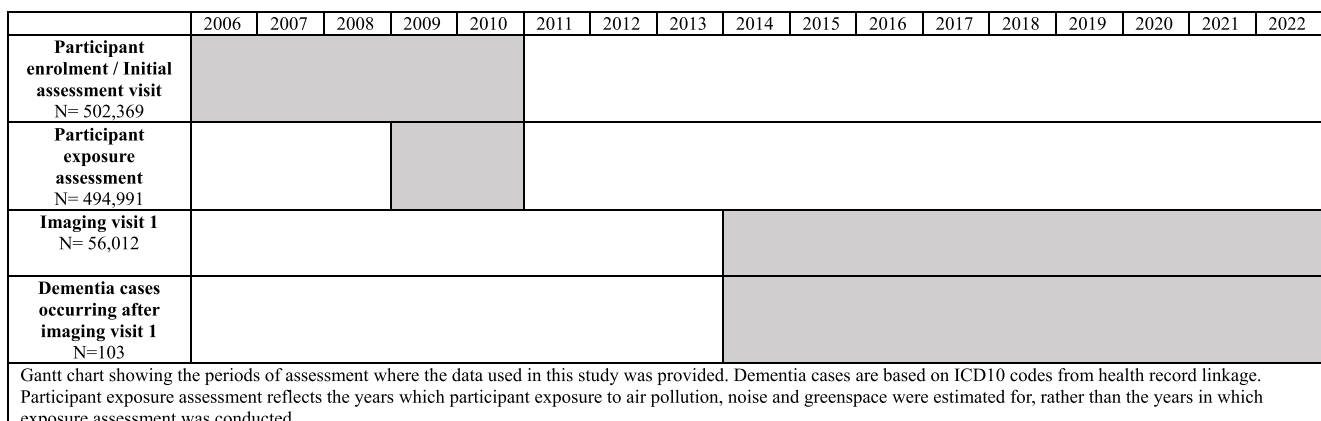 2006 2007 2008 2009 2010 2011 2012 2013 2014 2015 2016 2017 2018 2019 2020 2021 2022
Participant
enrolment / Initial
assessment visit
N= 502,369
Participant
exposure
assessment
N= 494,991
Imaging visit 1
N= 56,012
Dementia cases
occurring after
imaging visit 1
N=103
Gantt chart showing the periods of assessment where the data used in this study was provided. Dementia cases are based on ICD10 codes from health record linkage.
Participant exposure assessment reflects the years which participant exposure to air pollution, noise and greenspace were estimated for, rather than the years in which
exposure assessment was conducted